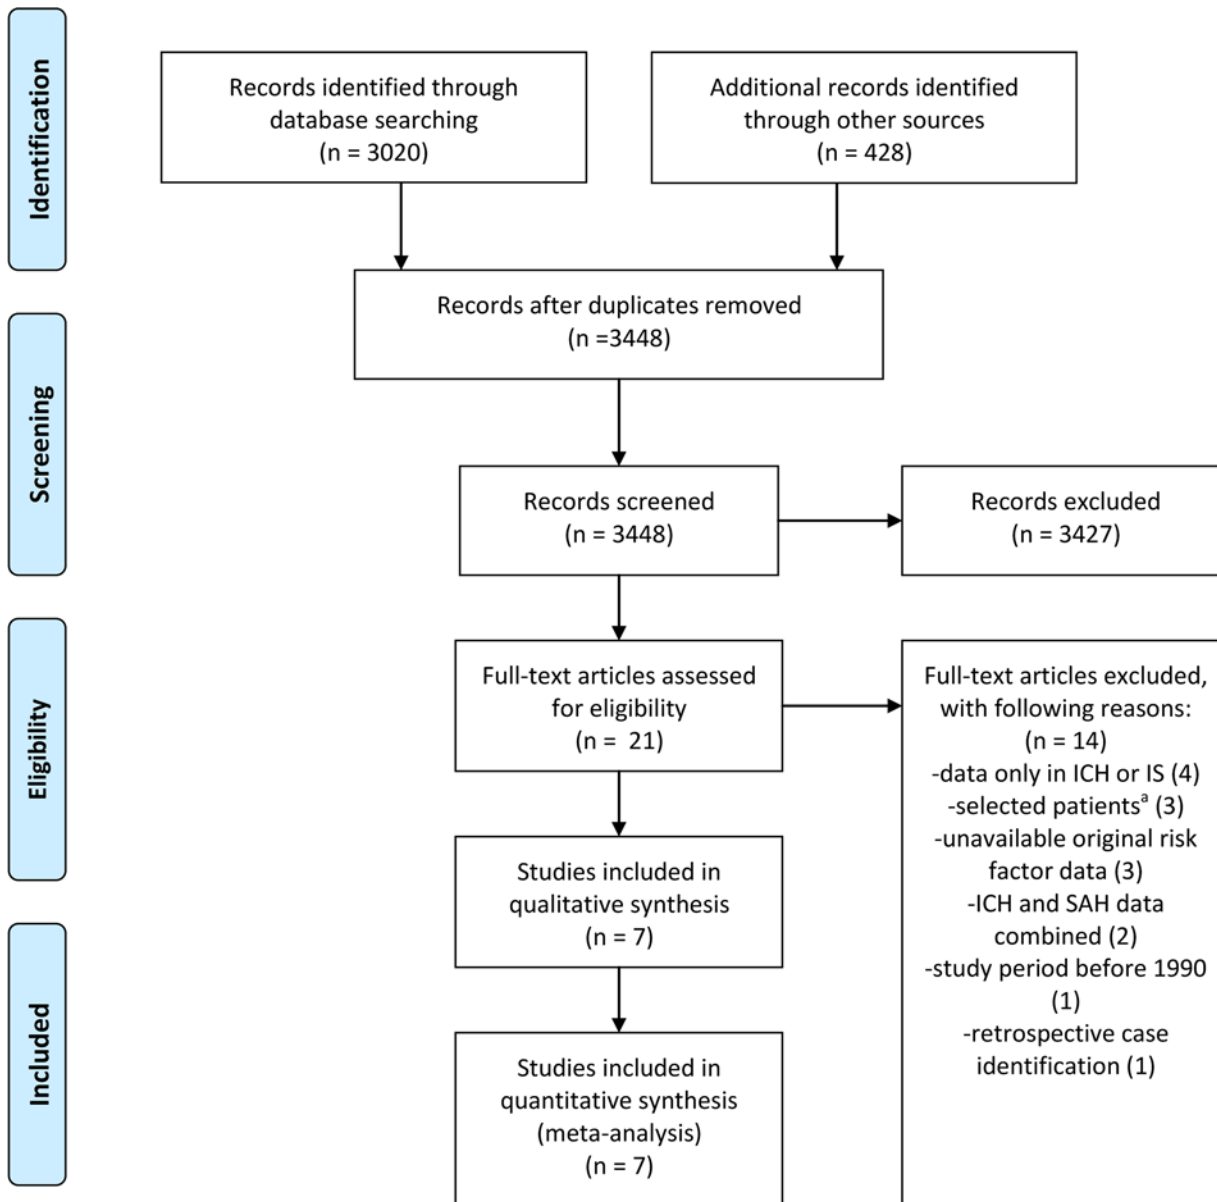 Identification
Records identified through
database searching
(n = 3020)
Additional records identified
through other sources
(n = 428)
Records after duplicates removed
(n =3448)
Screening
Records screened
(n = 3448)
Records excluded
(n = 3427)
Eligibility
Full-text articles assessed
for eligibility
(n =  21)
Full-text articles excluded,
with following reasons:
(n = 14)
-data only in ICH or IS (4)
-selected patientsᵃ (3)
-unavailable original risk
factor data (3)
-ICH and SAH data
combined (2)
-study period before 1990
(1)
-retrospective case
identification (1)
Studies included in
qualitative synthesis
(n = 7)
Included
Studies included in
quantitative synthesis
(meta-analysis)
(n = 7)